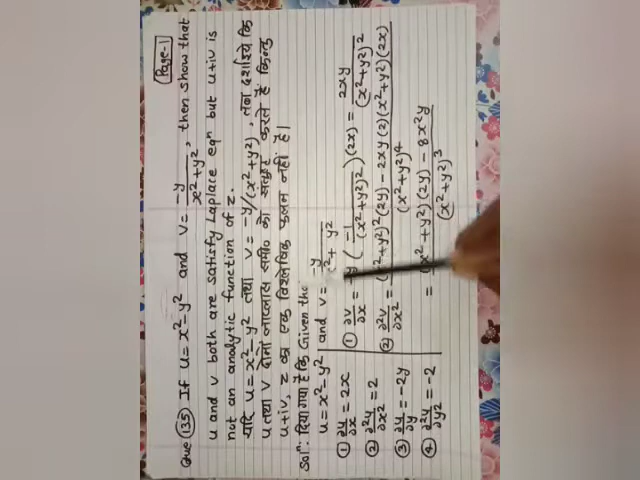 Page-1
Que 135 If u = x² - y² and v = -y / x² + y², then show that
u and v both are satisfy Laplace eqⁿ but u+iv is
not an analytic function of z.
यदि u = x² - y² तथा v = -y/(x² + y²), तब दर्शाइये कि
u तथा v दोनों लाप्लास समी० को सन्तुष्ट करते है किन्तु
u+iv, z का एक विश्लेषिक फलन नहीं है।
Solⁿ: दिया गया है कि Given
u = x² - y² and v = -y / x² + y²
① ∂u/∂x = 2x
② ∂²u/∂x² = 2
③ ∂u/∂y = -2y
④ ∂²u/∂y² = -2
① ∂v/∂x = -y ( -1 / (x² + y²)² ) (2x) = 2xy / (x² + y²)²
② ∂²v/∂x² = (x² + y²)² (2y) - 2xy (2) (x² + y²) (2x) / (x² + y²)⁴
= (x² + y²) (2y) - 8x²y / (x² + y²)³